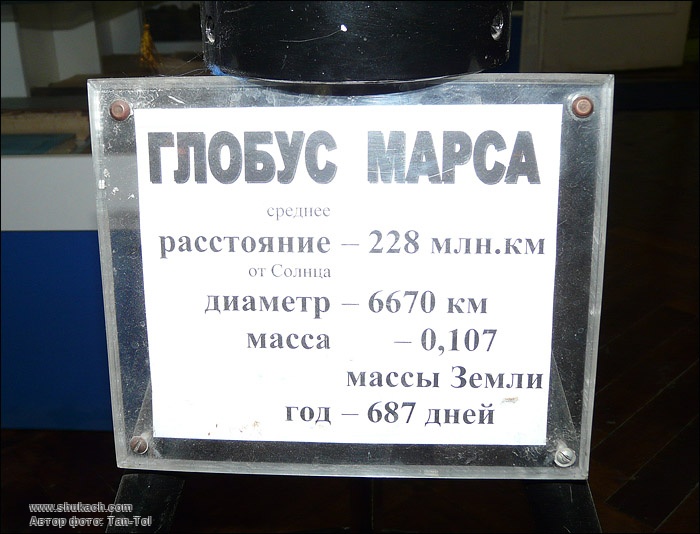 ГЛОБУС МАРСА
среднее
расстояние – 228 млн.км
от Солнца
диаметр – 6670 км
масса – 0,107
массы Земли
год – 687 дней
www.shukach.com
Автор фото: Tan-Tol